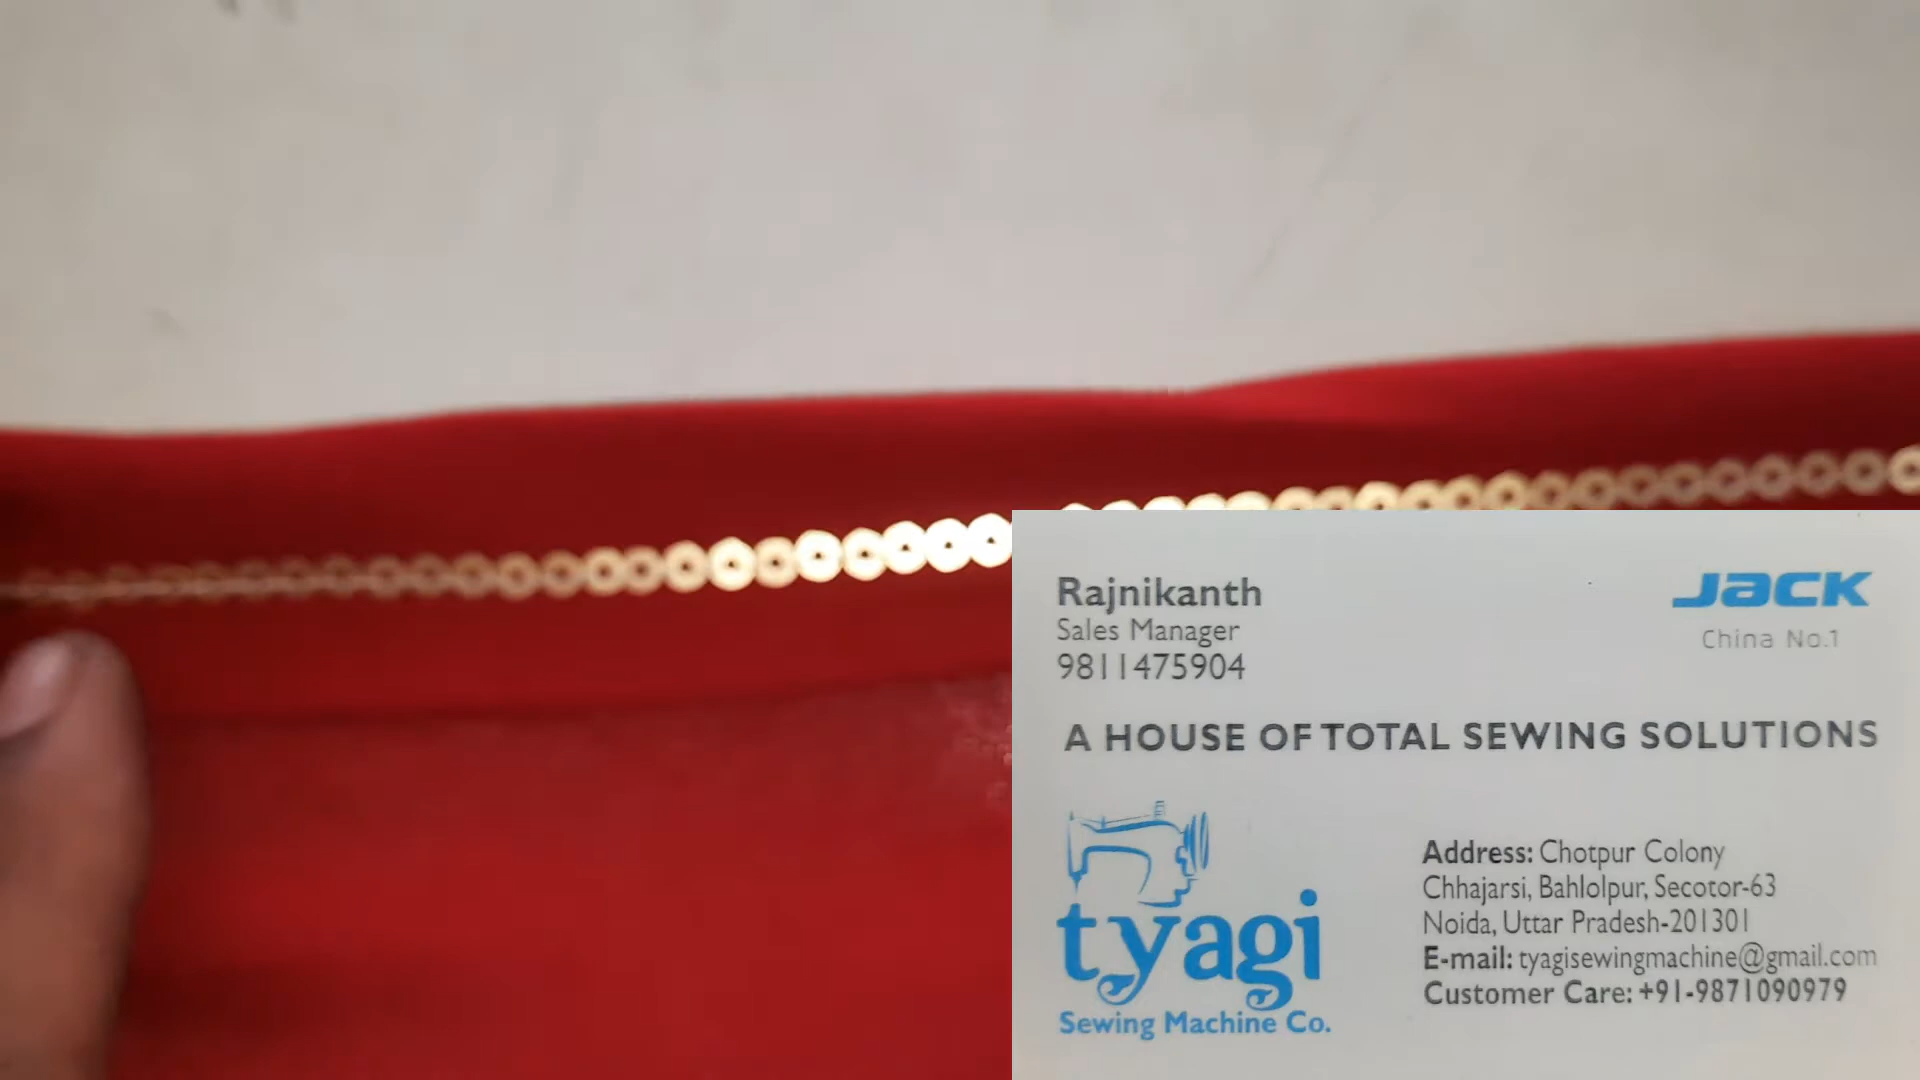 Rajnikanth
Sales Manager
9811475904
JACK
China No.1
A HOUSE OF TOTAL SEWING SOLUTIONS
tyagi
Sewing Machine Co.
Address: Chotpur Colony
Chhajarsi, Bahlolpur, Secotor-63
Noida, Uttar Pradesh-201301
E-mail: tyagisewingmachine@gmail.com
Customer Care: +91-9871090979